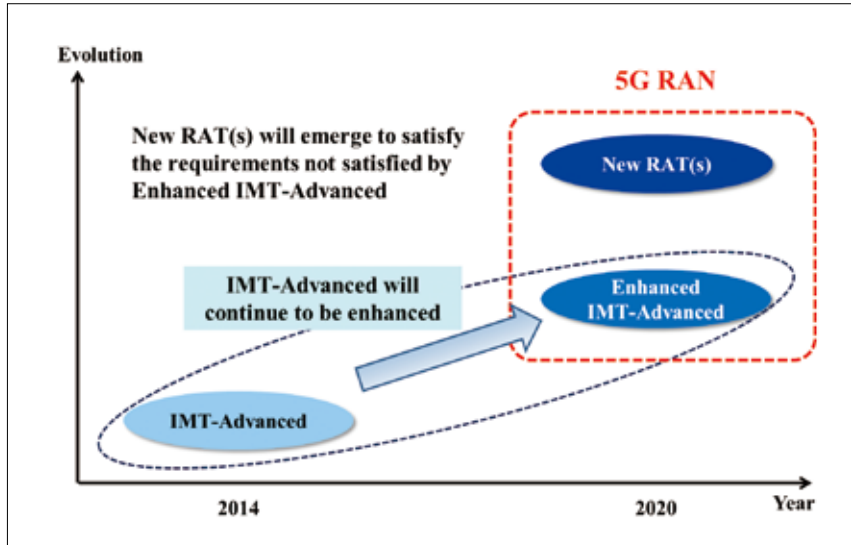 Evolution
5G RAN
New RAT(s) will emerge to satisfy
the requirements not satisfied by
Enhanced IMT-Advanced
New RAT(s)
IMT-Advanced will
continue to be enhanced
Enhanced
IMT-Advanced
IMT-Advanced
2014
2020
Year